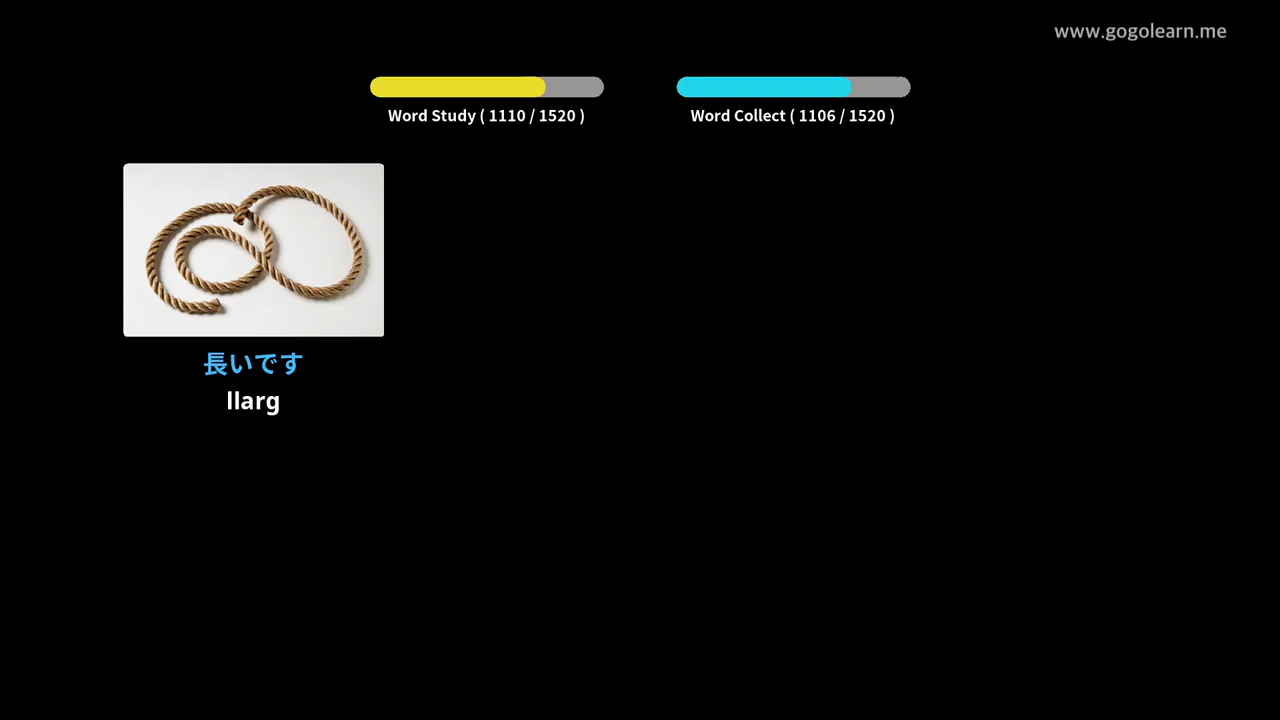 www.gogolearn.me
Word Study ( 1110 / 1520 )
Word Collect ( 1106 / 1520 )
長いです
llarg